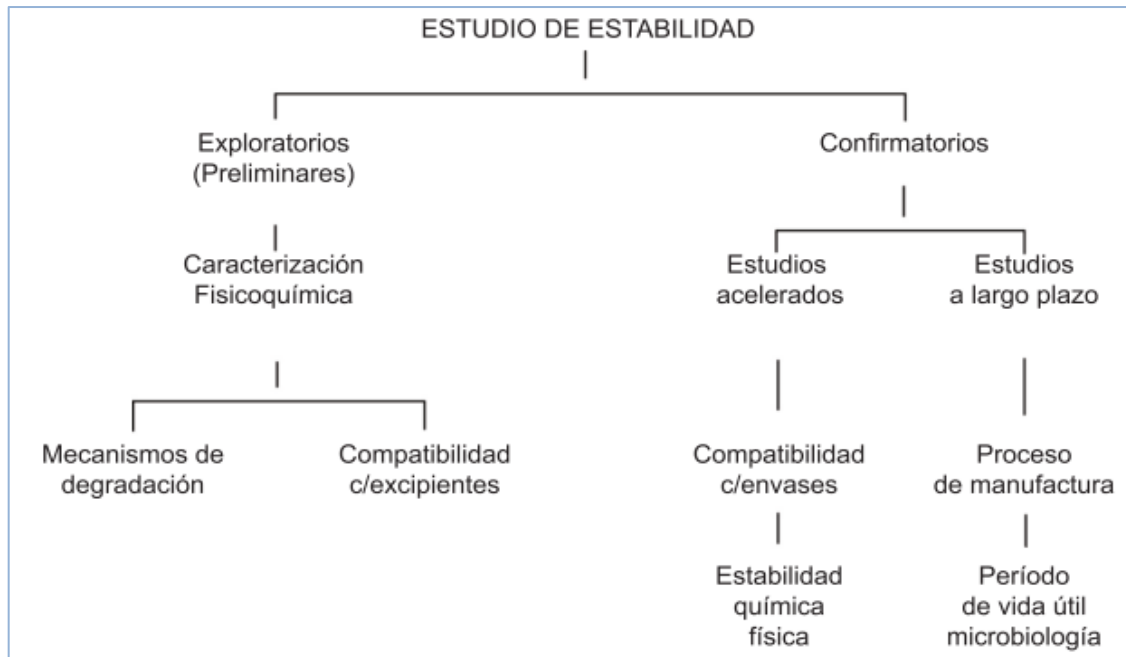 ESTUDIO DE ESTABILIDAD
Exploratorios
(Preliminares)
Confirmatorios
Caracterización
Fisicoquímica
Estudios
acelerados
Estudios
a largo plazo
Mecanismos de
degradación
Compatibilidad
c/excipientes
Compatibilidad
c/envases
Proceso
de manufactura
Estabilidad
química
física
Período
de vida útil
microbiología